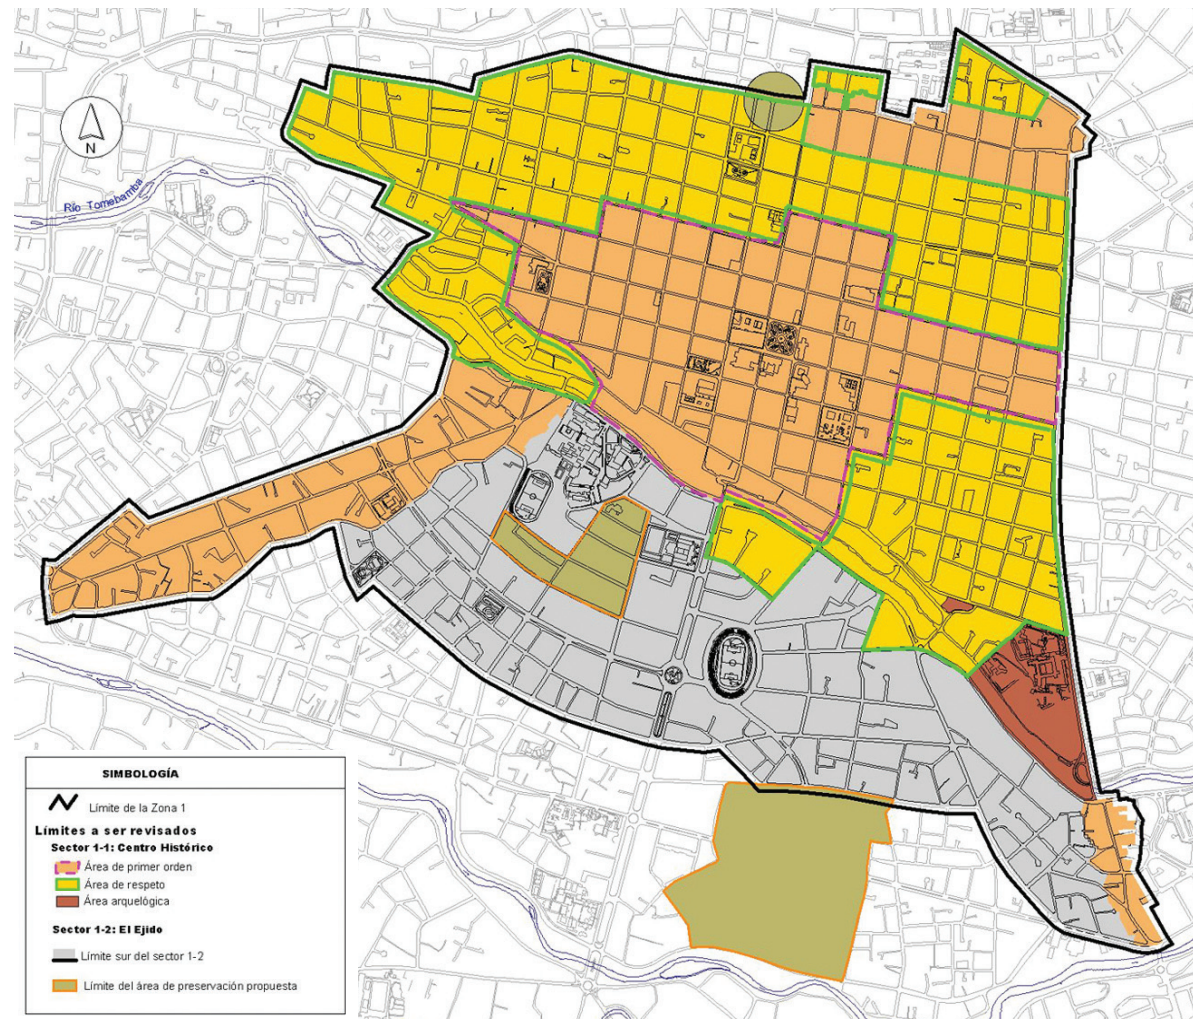 N
Río Tomebamba
SIMBOLOGÍA
Límite de la Zona 1
Límites a ser revisados
Sector 1-1: Centro Histórico
Área de primer orden
Área de respeto
Área arquelógica
Sector 1-2: El Ejido
Límite sur del sector 1-2
Límite del área de preservación propuesta